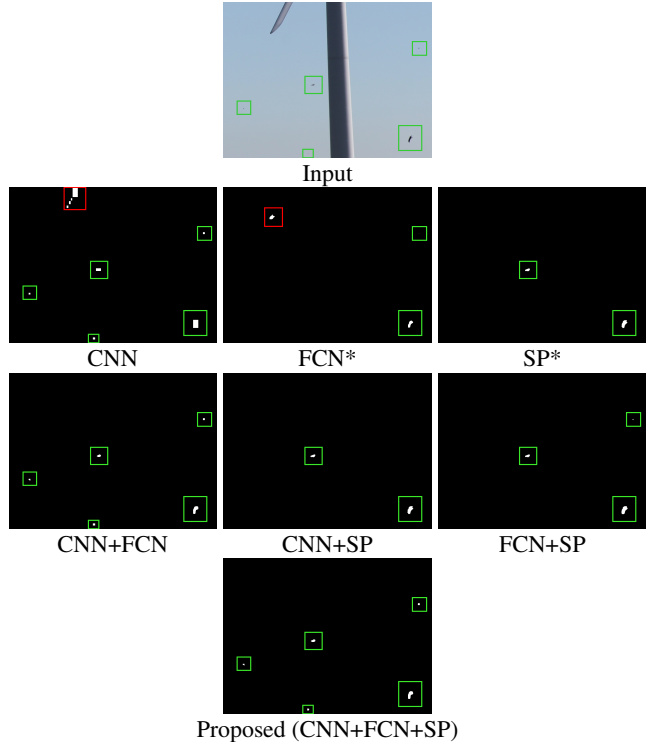 Input
CNN
FCN*
SP*
CNN+FCN
CNN+SP
FCN+SP
Proposed (CNN+FCN+SP)